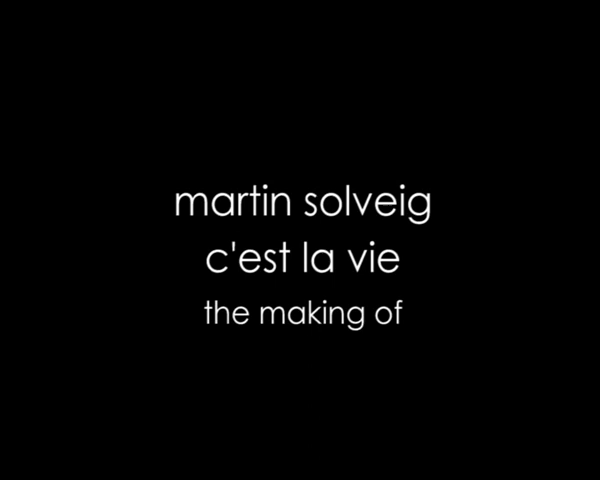 martin solveig
c'est la vie
the making of